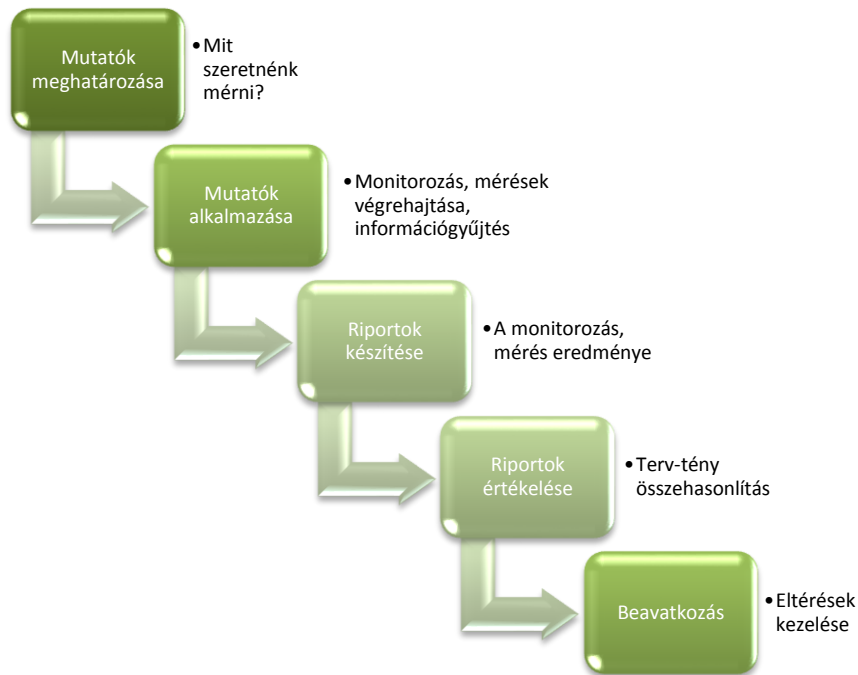 Mutatók
meghatározása
•Mit
szeretnénk
mérni?
Mutatók
alkalmazása
•Monitorozás, mérések
végrehajtása,
információgyűjtés
Riportok
készítése
•A monitorozás,
mérés eredménye
Riportok
értékelése
•Terv-tény
összehasonlítás
Beavatkozás
•Eltérések
kezelése